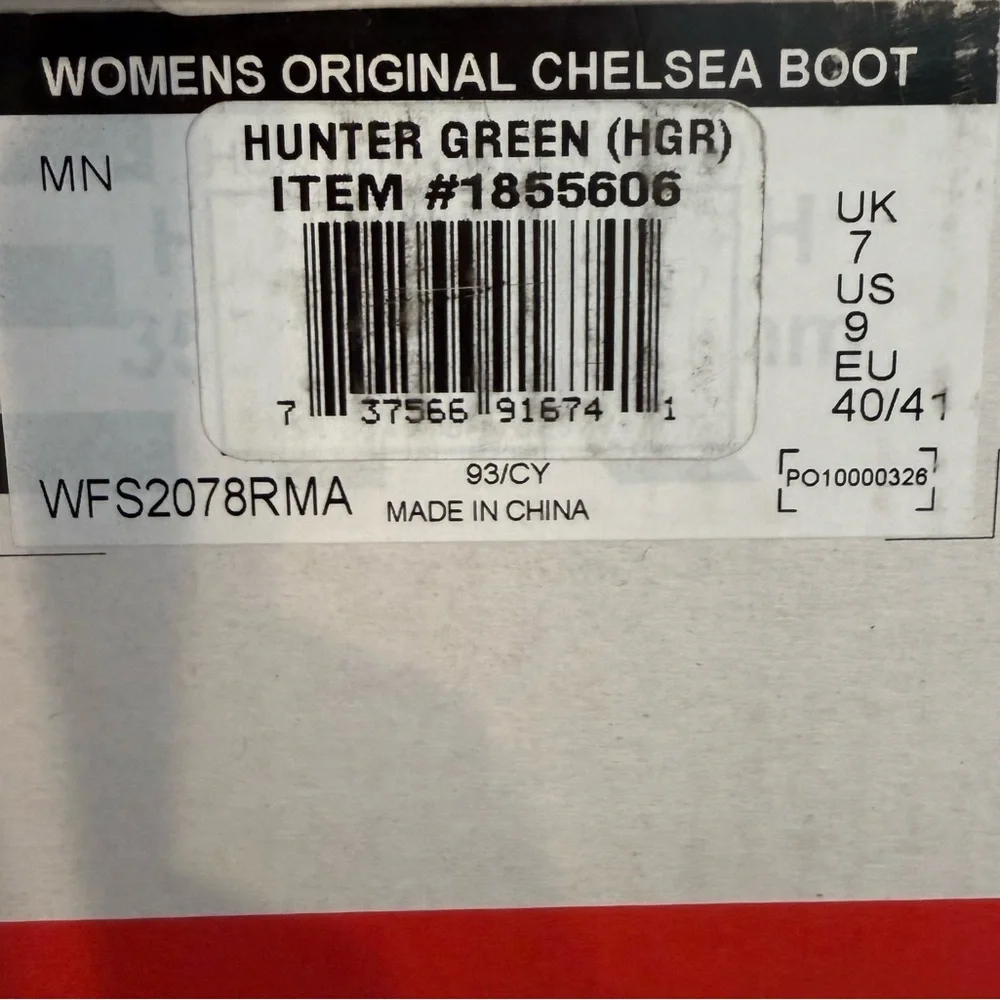 WOMENS ORIGINAL CHELSEA BOOT
MN
HUNTER GREEN (HGR)
ITEM #1855606
7 37566 91674 1
UK
7
US
9
EU
40/41
WFS2078RMA
93/CY
MADE IN CHINA
PO10000326